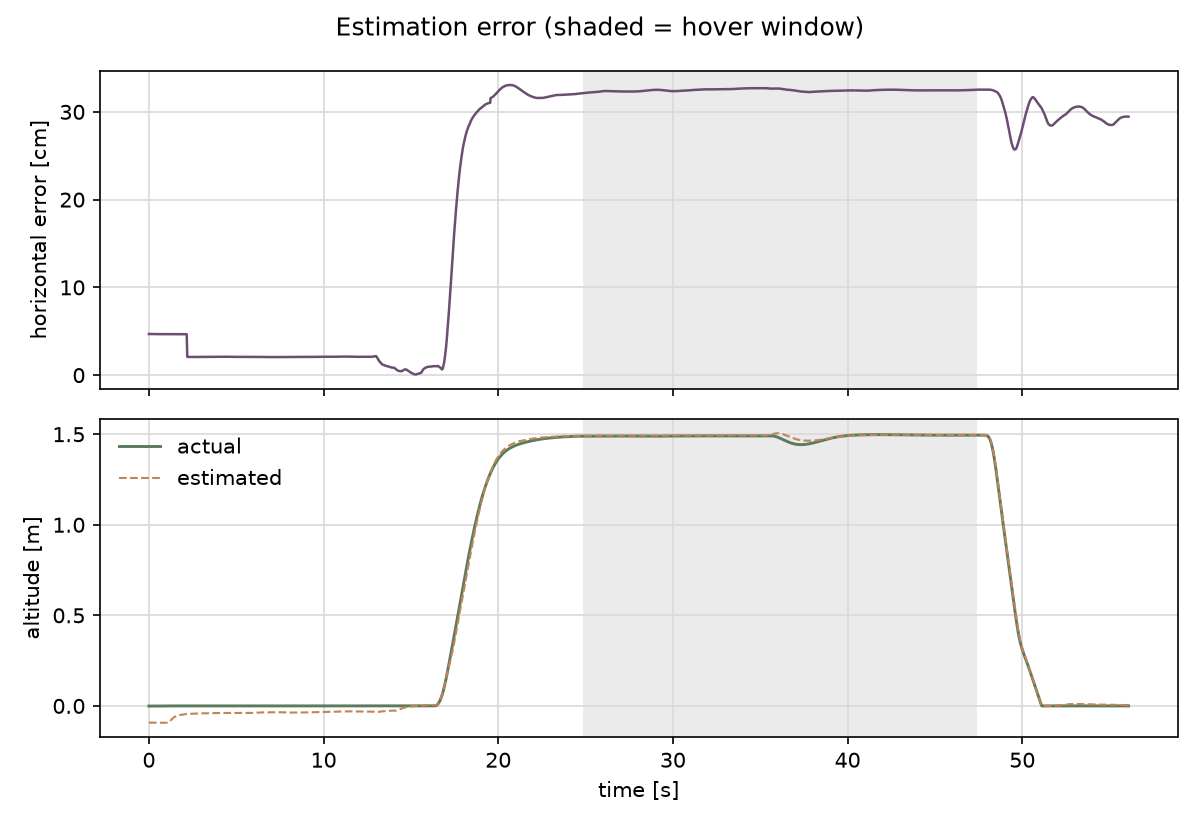 Estimation error (shaded = hover window)
horizontal error [cm]
30
20
10
0
altitude [m]
1.5
1.0
0.5
0.0
actual
estimated
0 10 20 30 40 50
time [s]